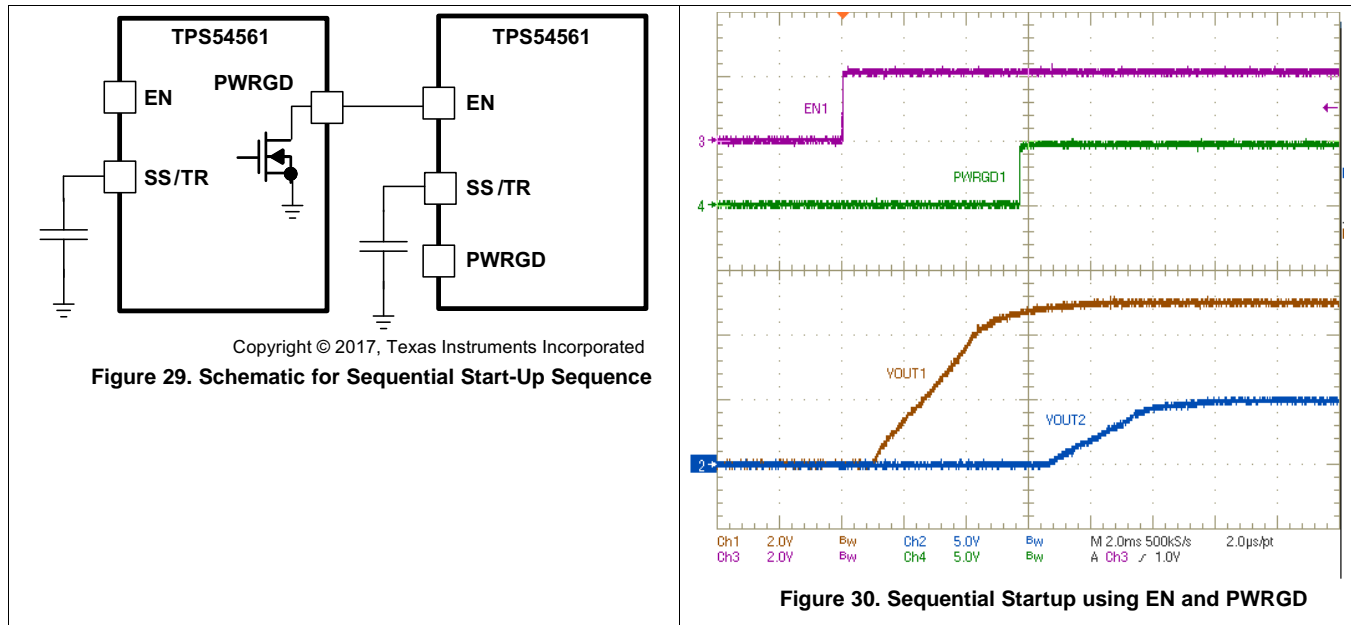 TPS54561
PWRGD
EN
SS/TR
TPS54561
EN
SS/TR
PWRGD
Copyright © 2017, Texas Instruments Incorporated
Figure 29. Schematic for Sequential Start-Up Sequence
EN1
3
PWRGD1
4
VOUT1
VOUT2
2
Ch1 2.0V Bw Ch2 5.0V Bw M 2.0ms 500kS/s 2.0µs/pt
Ch3 2.0V Bw Ch4 5.0V Bw A Ch3 / 1.0V
Figure 30. Sequential Startup using EN and PWRGD